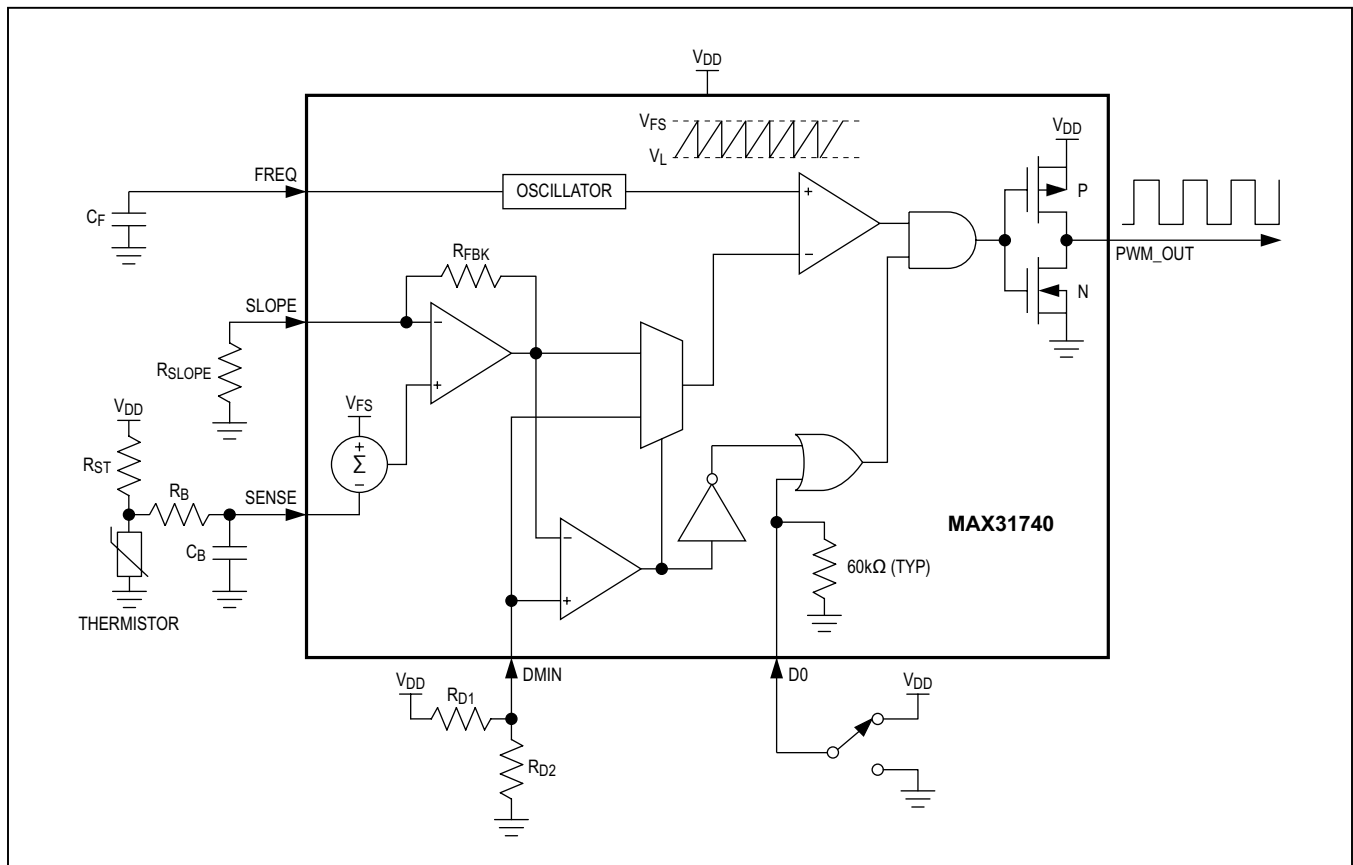 VDD
VFS
VL
VDD
FREQ
OSCILLATOR
+
P
CF
−
PWM_OUT
RFBK
N
SLOPE
−
RSLOPE
+
VDD
VFS
RST
+
Σ
−
RB
SENSE
MAX31740
CB
−
60kΩ (TYP)
+
THERMISTOR
DMIN
D0
VDD
RD1
VDD
RD2